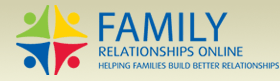 FAMILY
RELATIONSHIPS ONLINE
HELPING FAMILIES BUILD BETTER RELATIONSHIPS